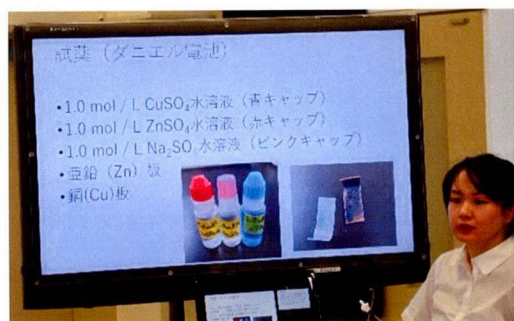 試薬（ダニエル電池）
•1.0 mol / L CuSO₄水溶液（青キャップ）
•1.0 mol / L ZnSO₄水溶液（赤キャップ）
•1.0 mol / L Na₂SO₄水溶液（ピンクキャップ）
•亜鉛（Zn）板
•銅(Cu)板